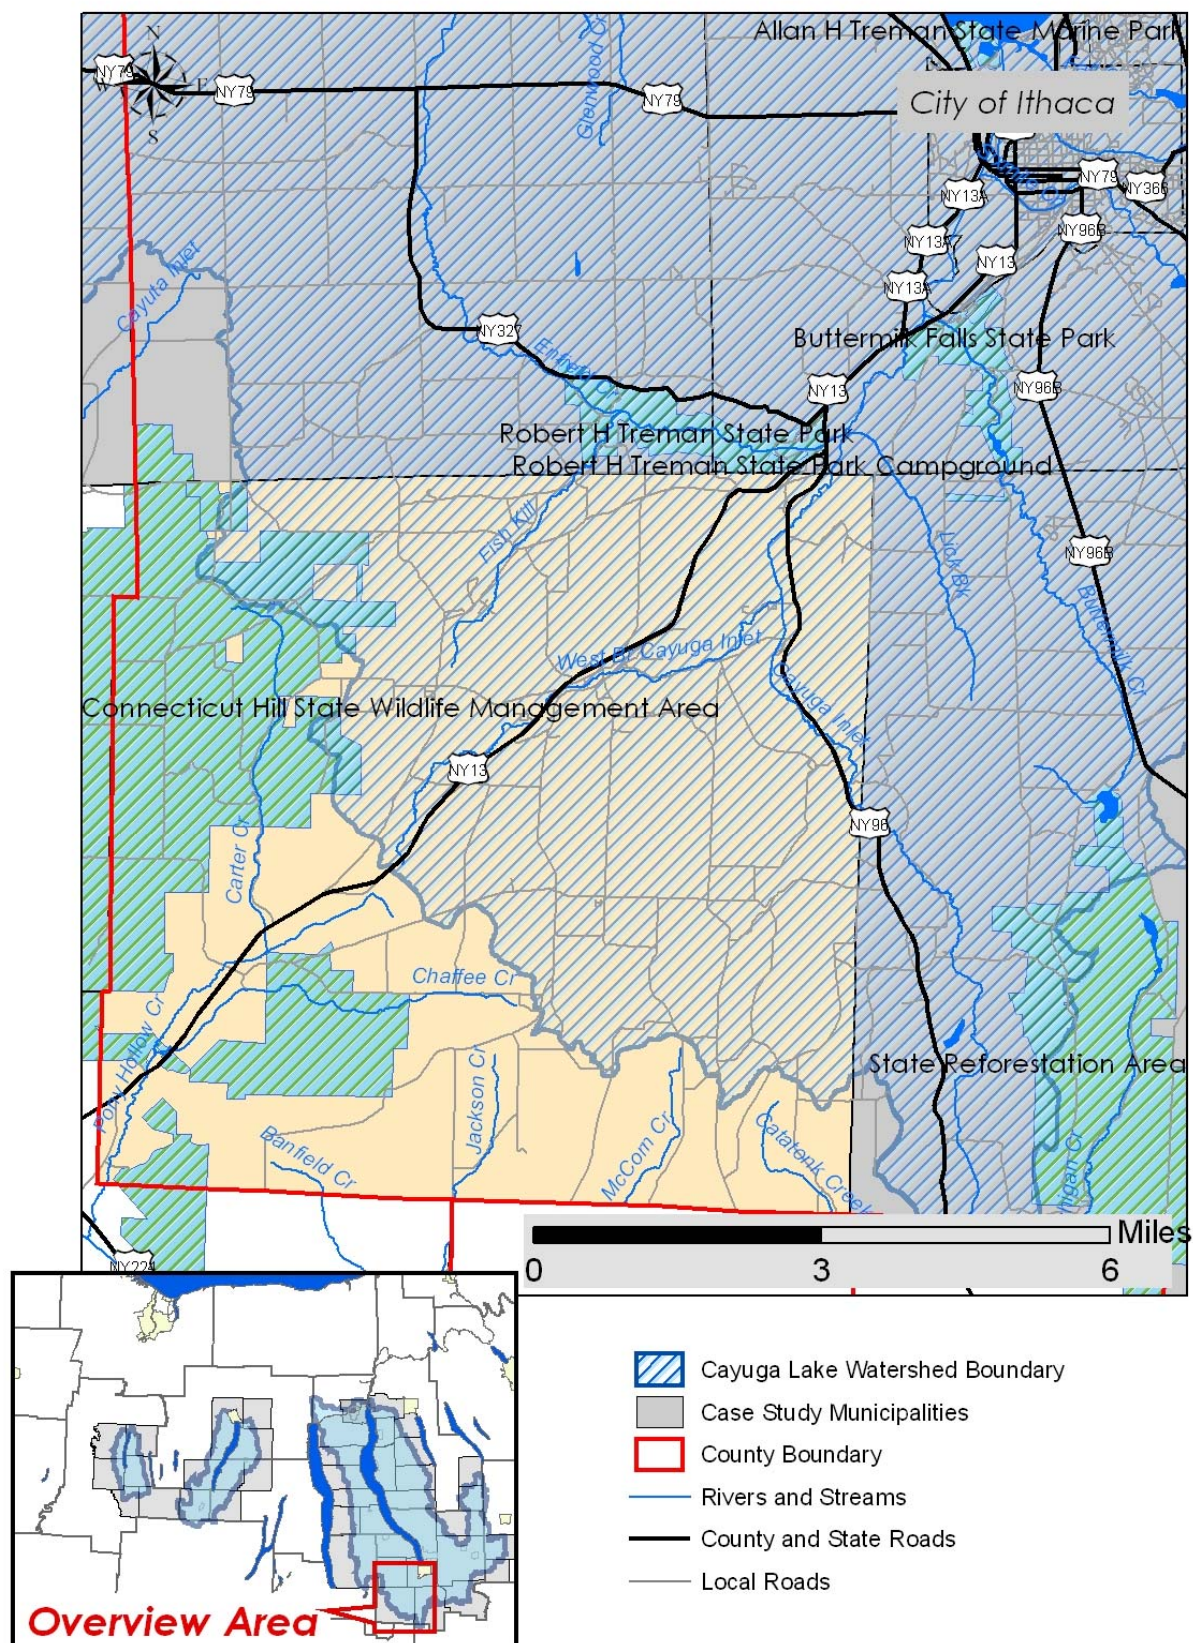 Allan H Treman State Marine Park
N
E
S
NY79
NY79
NY79
Glenwood Cr
City of Ithaca
NY79
NY366
NY13A
NY96B
NY13A
NY13
NY13A
Cayuta Inlet
NY327
Buttermilk Falls State Park
Enfield Cr
NY13
NY96B
Robert H Treman State Park
Robert H Treman State Park Campground
Fish Kill
Lick Bk
NY96B
Buttermilk Cr
West Br Cayuga Inlet
Cayuga Inlet
Connecticut Hill State Wildlife Management Area
NY13
NY96
Carter Cr
Chaffee Cr
Pony Hollow Cr
State Reforestation Area
Jackson Cr
McCorn Cr
Catatonk Creek
Banfield Cr
NY224
Miles
0 3 6
Cayuga Lake Watershed Boundary
Case Study Municipalities
County Boundary
Rivers and Streams
County and State Roads
Local Roads
Overview Area